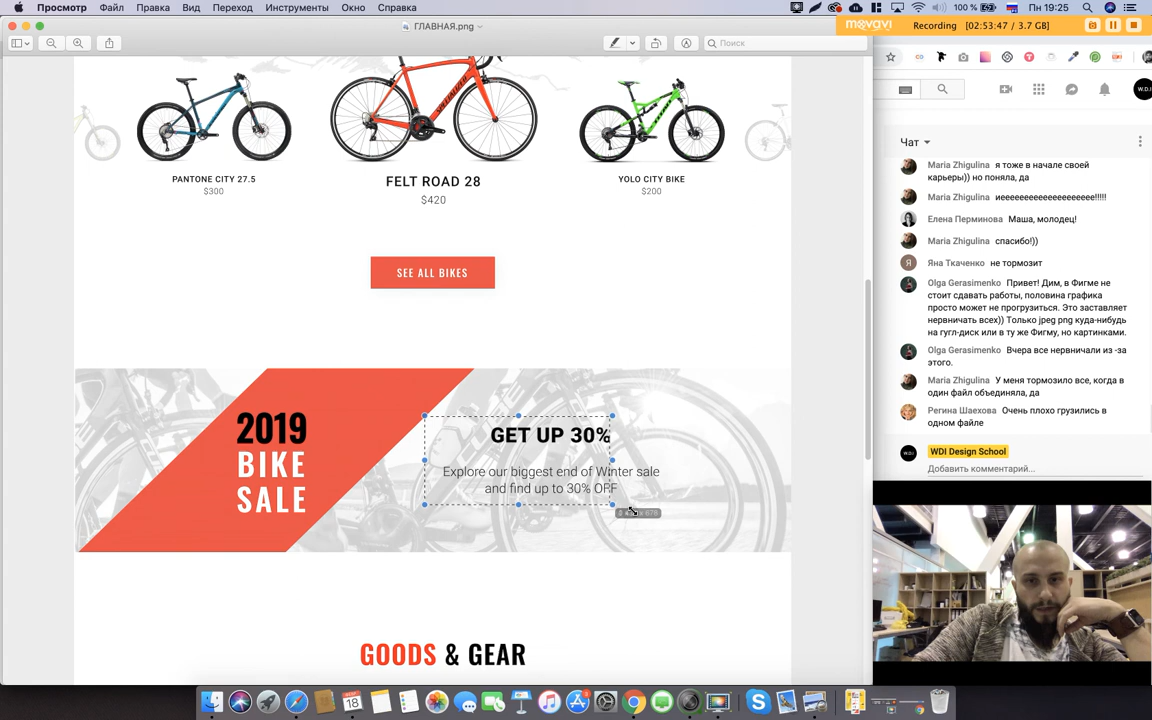 Просмотр Файл Правка Вид Переход Инструменты Окно Справка
100 % Пн 19:25
ГЛАВНАЯ.png
movavi Recording [02:53:47 / 3.7 GB]
Поиск
W.D.I
PANTONE CITY 27.5
$300
FELT ROAD 28
$420
YOLO CITY BIKE
$200
SEE ALL BIKES
2019
BIKE
SALE
GET UP 30%
Explore our biggest end of Winter sale
and find up to 30% OFF
GOODS & GEAR
Чат
Maria Zhigulina я тоже в начале своей
карьеры)) но поняла, да
Maria Zhigulina иеееееееееееееееееееее!!!!!
Елена Перминова Маша, молодец!
Maria Zhigulina спасибо!))
Я Яна Ткаченко не тормозит
Olga Gerasimenko Привет! Дим, в Фигме не
стоит сдавать работы, половина графика
просто может не прогрузиться. Это заставляет
нервничать всех)) Только jpeg png куда-нибудь
на гугл-диск или в ту же Фигму, но картинками.
Olga Gerasimenko Вчера все нервничали из -за
этого.
Maria Zhigulina У меня тормозило все, когда в
один файл объединяла, да
Регина Шаехова Очень плохо грузились в
одном файле
WDI Design School
Добавить комментарий...
18